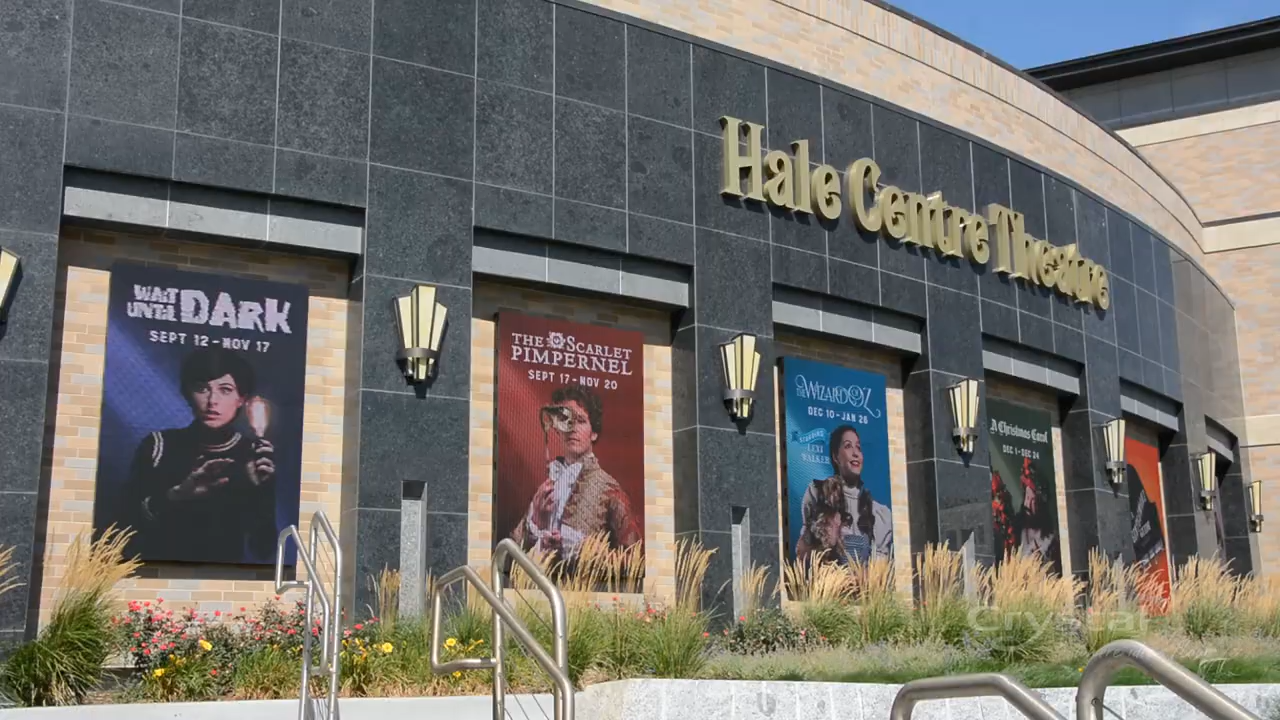 Hale Centre Theatre
WAIT
UNTIL DARK
SEPT 12-NOV 17
THE SCARLET
PIMPERNEL
SEPT 17-NOV 20
THE WIZARD OF OZ
DEC 10-JAN 26
STARRING
LEXI
WALKER
A Christmas Carol
DEC 1-DEC 24